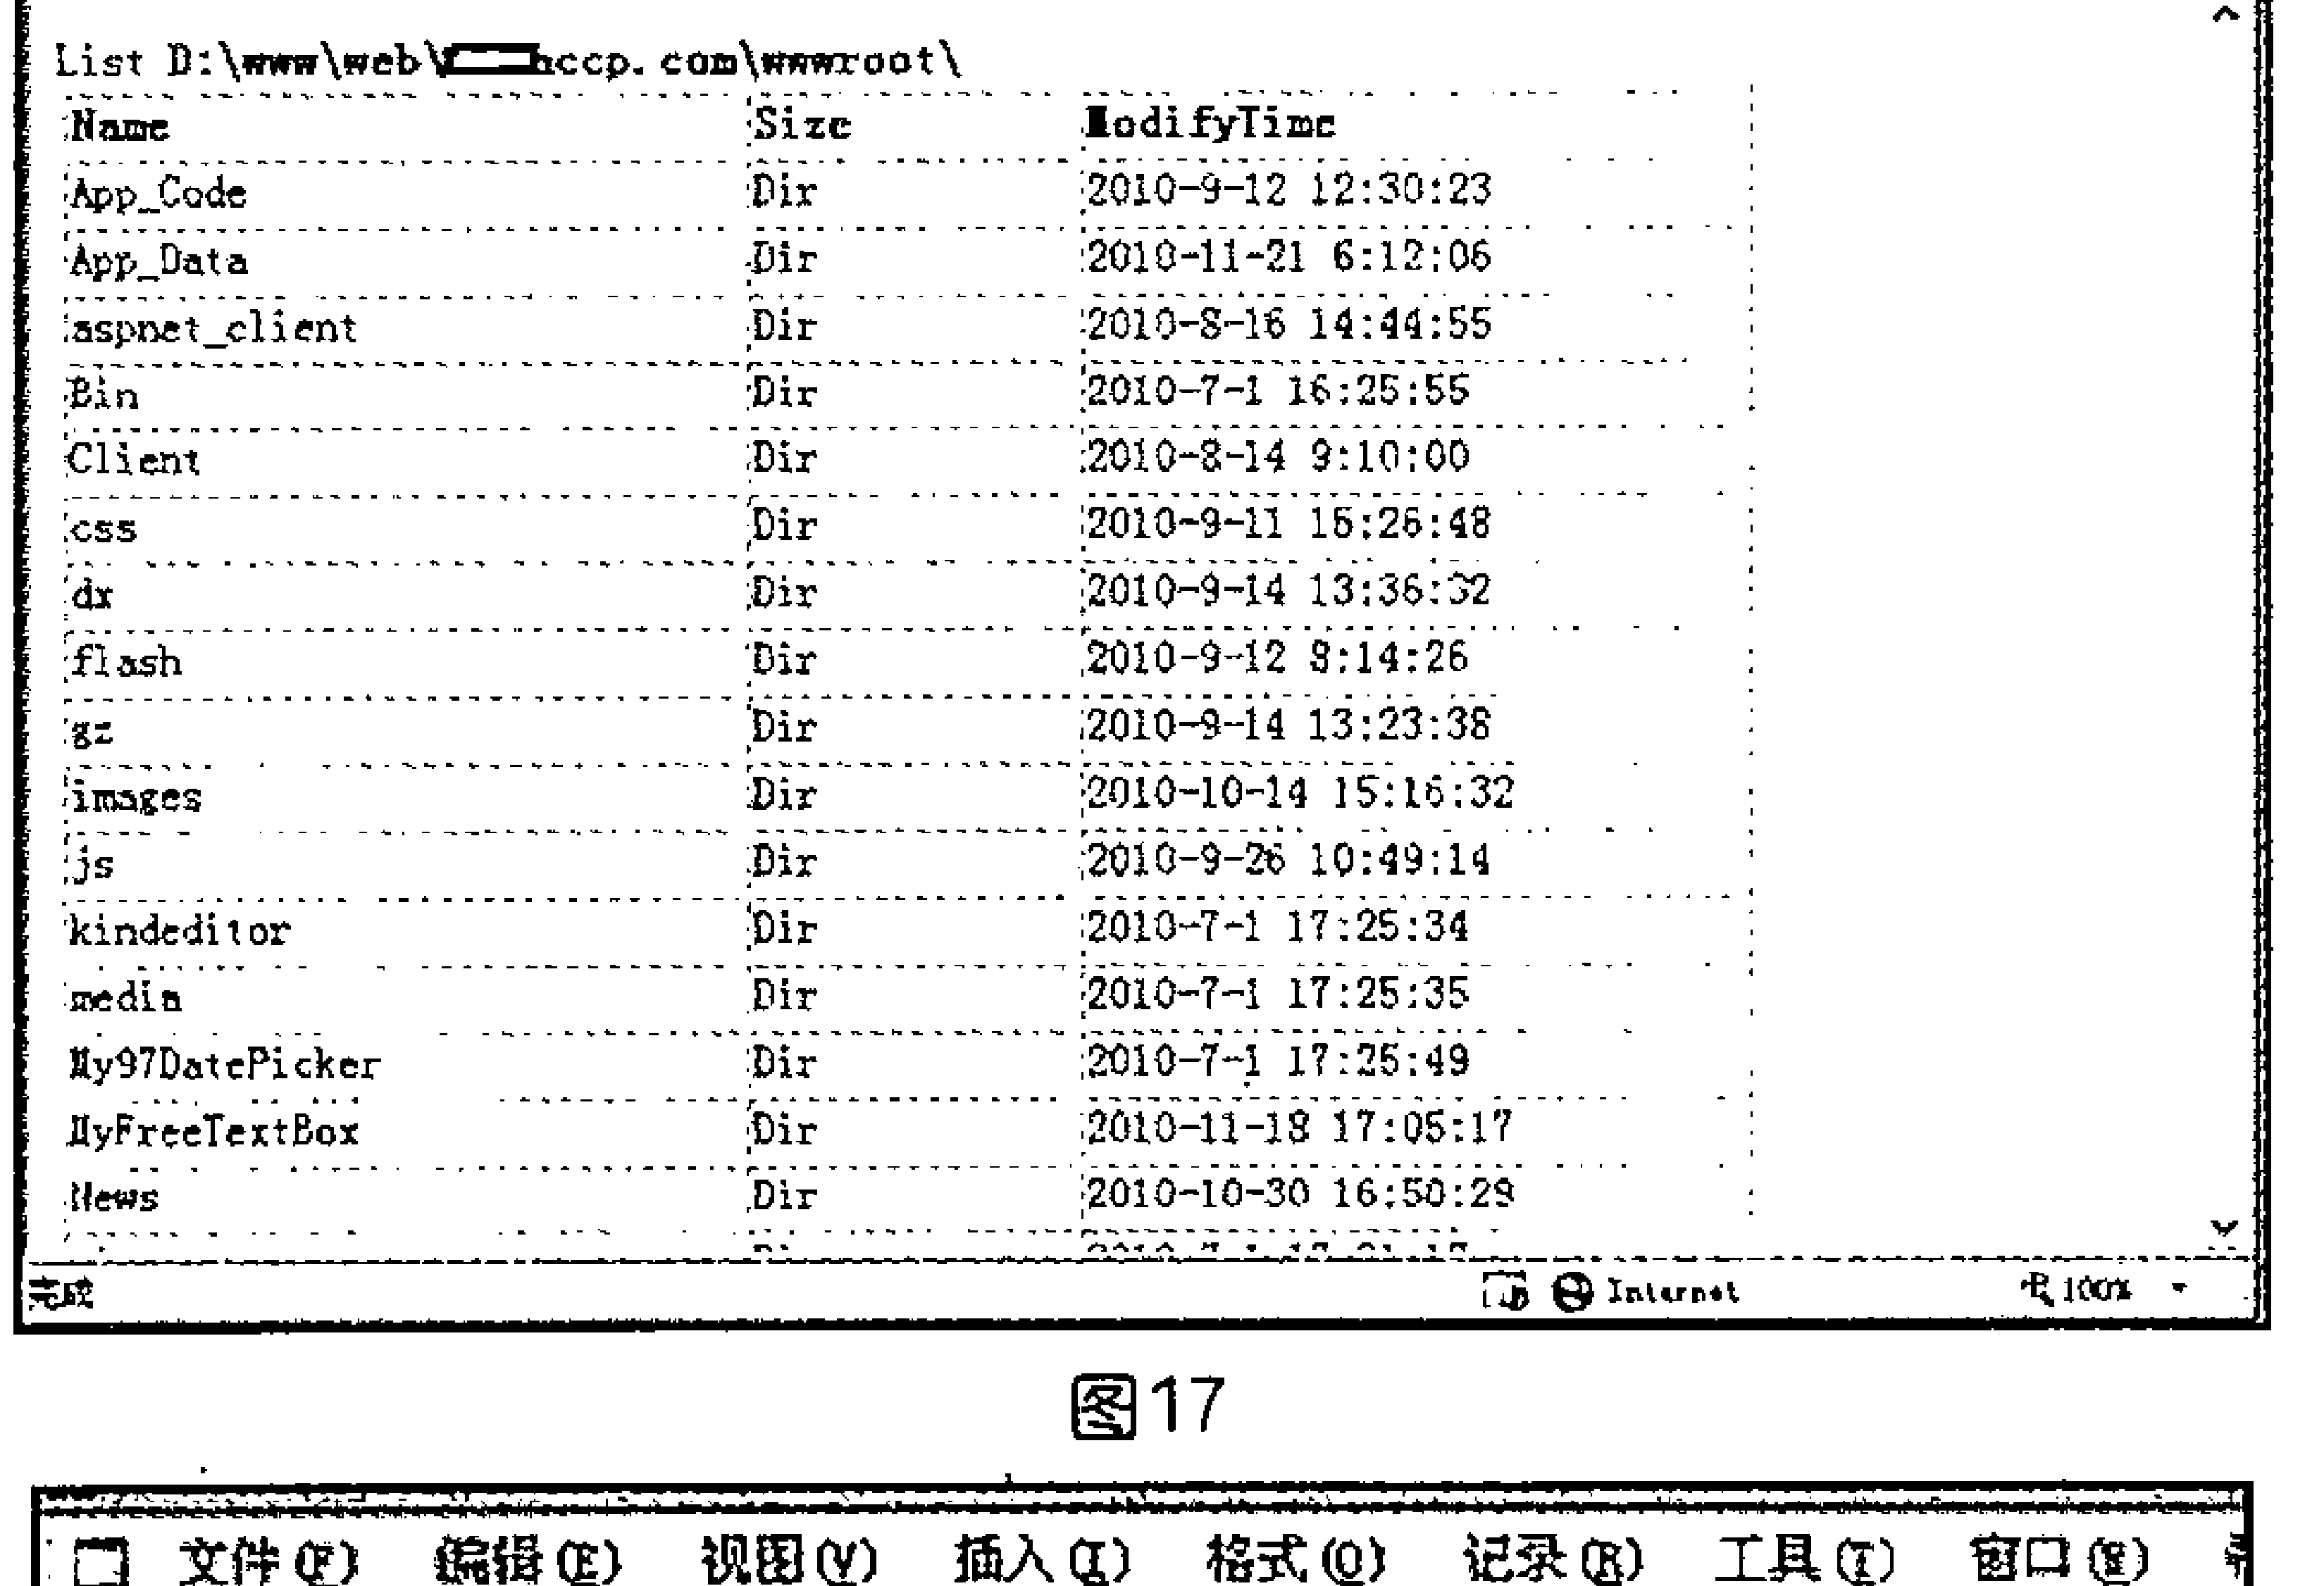 List D:\www\web\ hccp.com\wwwroot\
Name Size ModifyTime
App_Code Dir 2010-9-12 12:30:23
App_Data Dir 2010-11-21 6:12:06
aspnet_client Dir 2010-8-16 14:44:55
Bin Dir 2010-7-1 16:25:55
Client Dir 2010-8-14 9:10:00
css Dir 2010-9-11 15:26:48
dx Dir 2010-9-14 13:36:32
flash Dir 2010-9-12 8:14:26
gz Dir 2010-9-14 13:23:38
images Dir 2010-10-14 15:16:32
js Dir 2010-9-26 10:49:14
kindeditor Dir 2010-7-1 17:25:34
media Dir 2010-7-1 17:25:35
My97DatePicker Dir 2010-7-1 17:25:49
MyFreeTextBox Dir 2010-11-18 17:05:17
News Dir 2010-10-30 16:50:29
完成 Internet 100%
图17
文件(F) 编辑(E) 视图(V) 插入(I) 格式(O) 记录(R) 工具(T) 窗口(W)